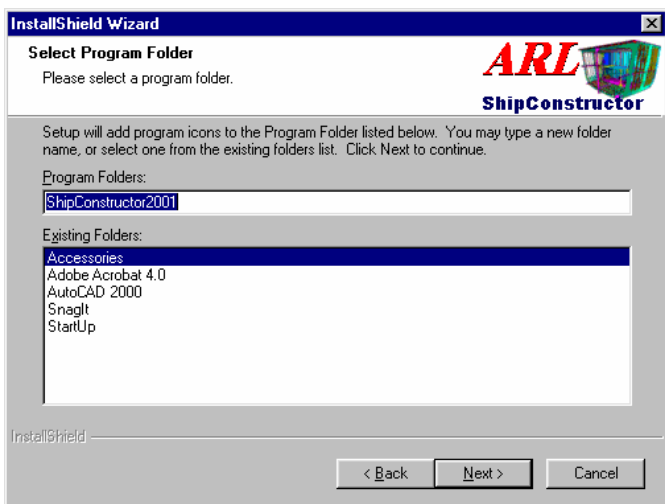 InstallShield Wizard
Select Program Folder
Please select a program folder.
ARL
ShipConstructor
Setup will add program icons to the Program Folder listed below. You may type a new folder
name, or select one from the existing folders list. Click Next to continue.
Program Folders:
ShipConstructor2001
Existing Folders:
Accessories
Adobe Acrobat 4.0
AutoCAD 2000
SnagIt
StartUp
InstallShield
< Back
Next >
Cancel